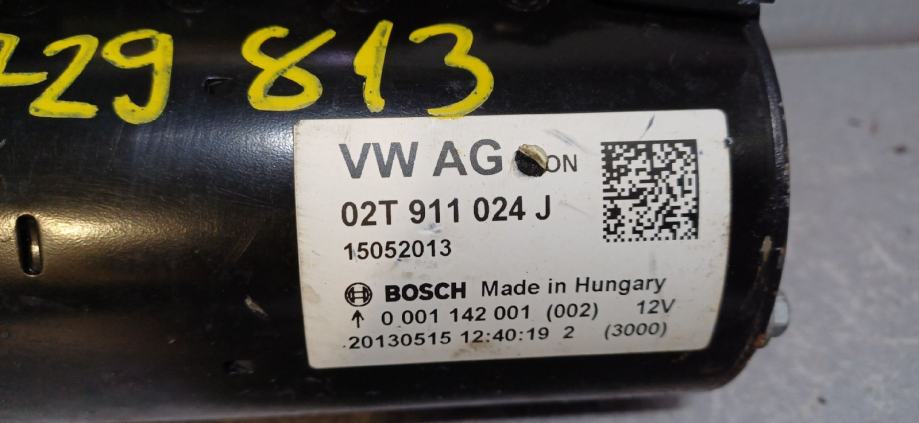 29 813
VW AG ON
02T 911 024 J
15052013
BOSCH Made in Hungary
↑ 0 001 142 001 (002) 12V
20130515 12:40:19 2 (3000)